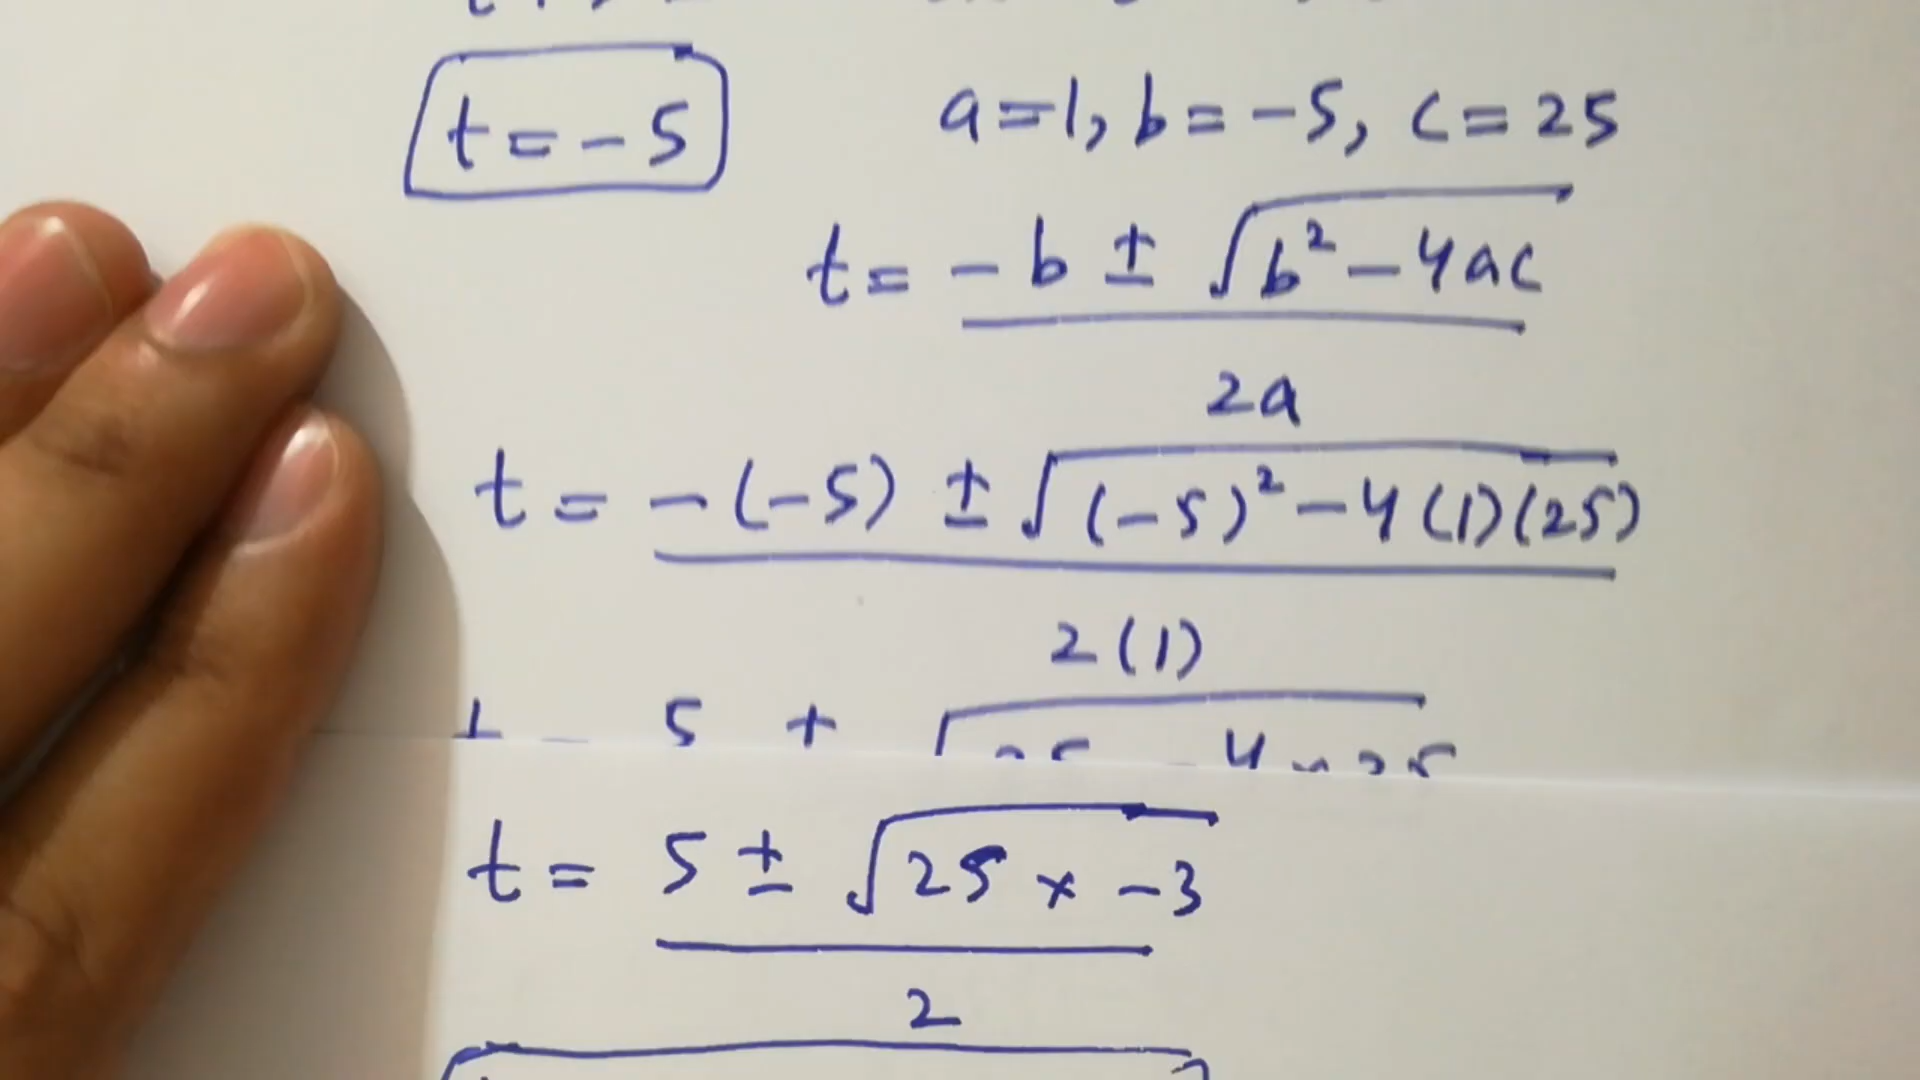 t = -5
a=1, b = -5, c = 25
t = -b ± √b² - 4ac
2a
t = -(-5) ± √(-5)² - 4(1)(25)
2(1)
t = 5 ± √25 × -3
2